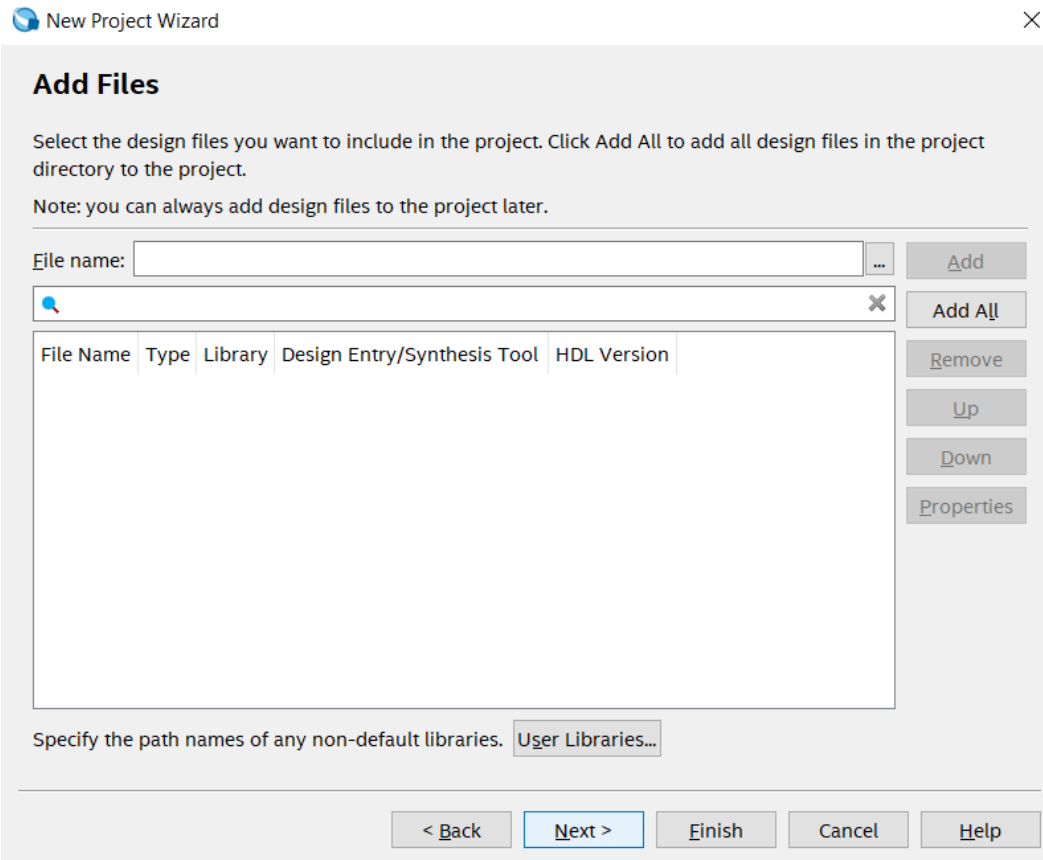 New Project Wizard
Add Files
Select the design files you want to include in the project. Click Add All to add all design files in the project
directory to the project.
Note: you can always add design files to the project later.
File name:
...
Add
Add All
File Name Type Library Design Entry/Synthesis Tool HDL Version
Remove
Up
Down
Properties
Specify the path names of any non-default libraries. User Libraries...
< Back Next > Finish Cancel Help